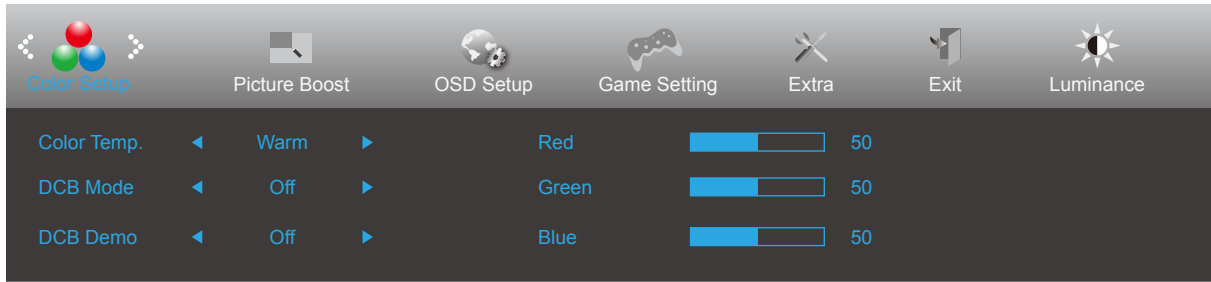 Color Setup Picture Boost OSD Setup Game Setting Extra Exit Luminance
Color Temp. Warm Red 50
DCB Mode Off Green 50
DCB Demo Off Blue 50